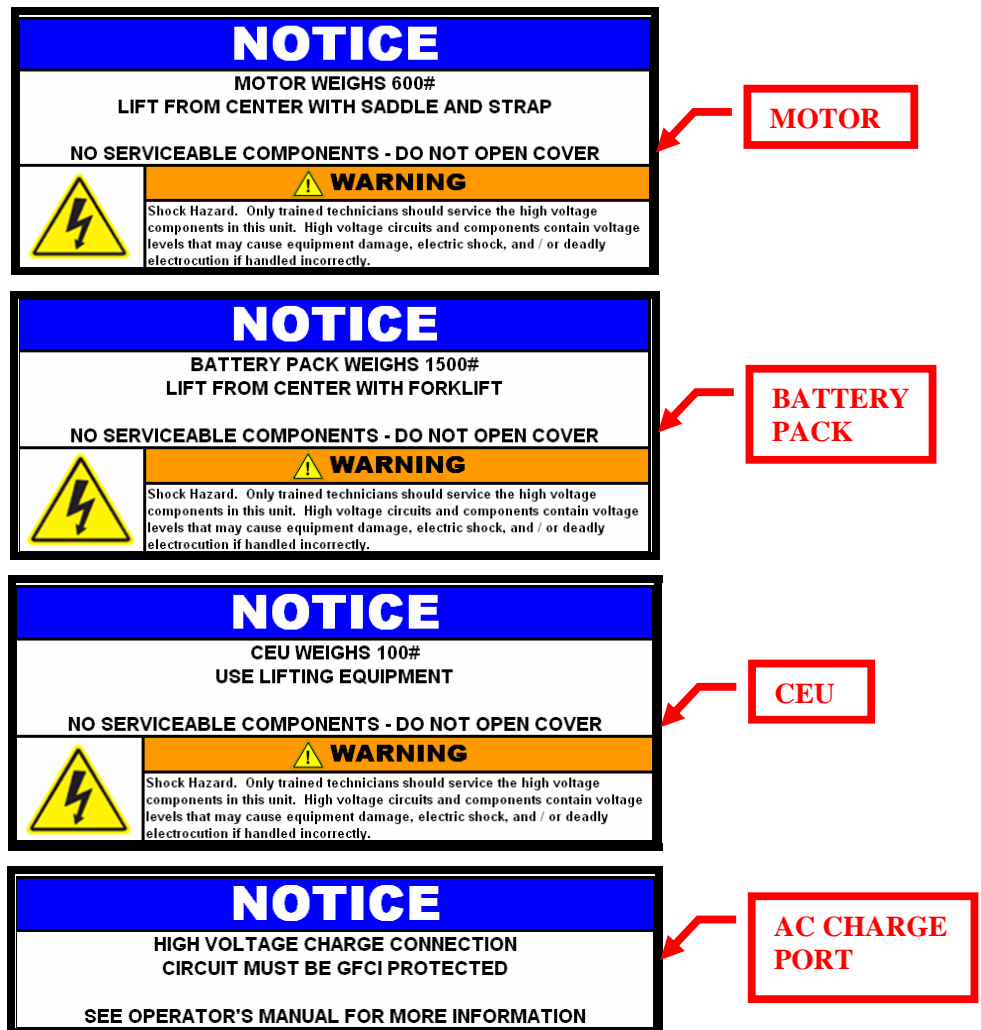 NOTICE
MOTOR WEIGHS 600#
LIFT FROM CENTER WITH SADDLE AND STRAP
NO SERVICEABLE COMPONENTS - DO NOT OPEN COVER
WARNING
Shock Hazard. Only trained technicians should service the high voltage
components in this unit. High voltage circuits and components contain voltage
levels that may cause equipment damage, electric shock, and / or deadly
electrocution if handled incorrectly.
MOTOR
NOTICE
BATTERY PACK WEIGHS 1500#
LIFT FROM CENTER WITH FORKLIFT
NO SERVICEABLE COMPONENTS - DO NOT OPEN COVER
WARNING
Shock Hazard. Only trained technicians should service the high voltage
components in this unit. High voltage circuits and components contain voltage
levels that may cause equipment damage, electric shock, and / or deadly
electrocution if handled incorrectly.
BATTERY
PACK
NOTICE
CEU WEIGHS 100#
USE LIFTING EQUIPMENT
NO SERVICEABLE COMPONENTS - DO NOT OPEN COVER
WARNING
Shock Hazard. Only trained technicians should service the high voltage
components in this unit. High voltage circuits and components contain voltage
levels that may cause equipment damage, electric shock, and / or deadly
electrocution if handled incorrectly.
CEU
NOTICE
HIGH VOLTAGE CHARGE CONNECTION
CIRCUIT MUST BE GFCI PROTECTED
SEE OPERATOR'S MANUAL FOR MORE INFORMATION
AC CHARGE
PORT